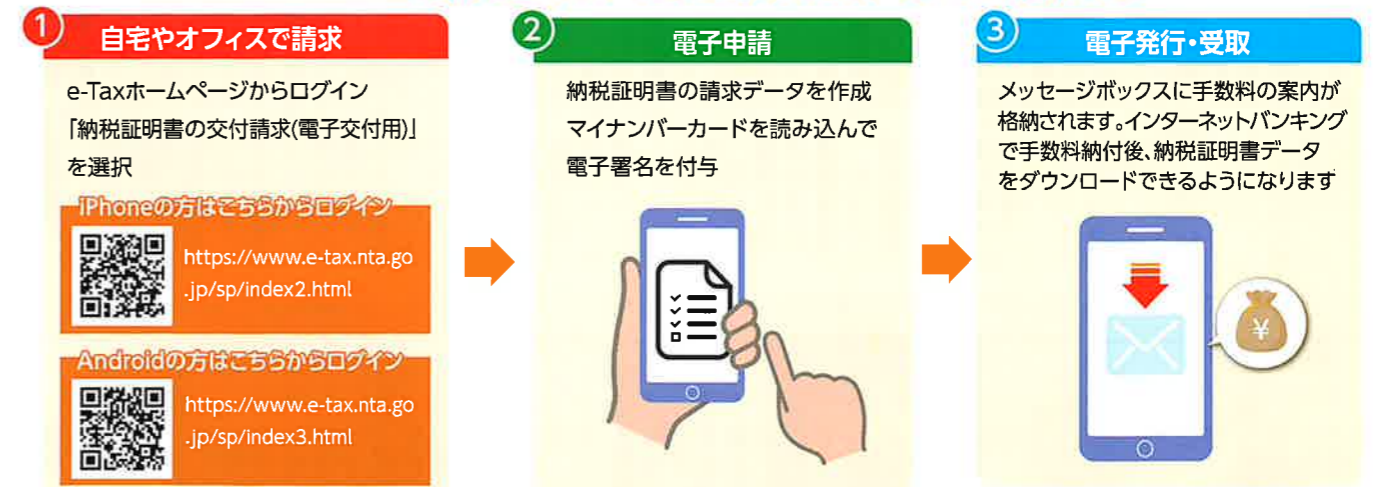 1 自宅やオフィスで請求
e-Taxホームページからログイン
「納税証明書の交付請求(電子交付用)」
を選択
iPhoneの方はこちらからログイン
https://www.e-tax.nta.go
.jp/sp/index2.html
Androidの方はこちらからログイン
https://www.e-tax.nta.go
.jp/sp/index3.html
2 電子申請
納税証明書の請求データを作成
マイナンバーカードを読み込んで
電子署名を付与
3 電子発行・受取
メッセージボックスに手数料の案内が
格納されます。インターネットバンキング
で手数料納付後、納税証明書データ
をダウンロードできるようになります
¥